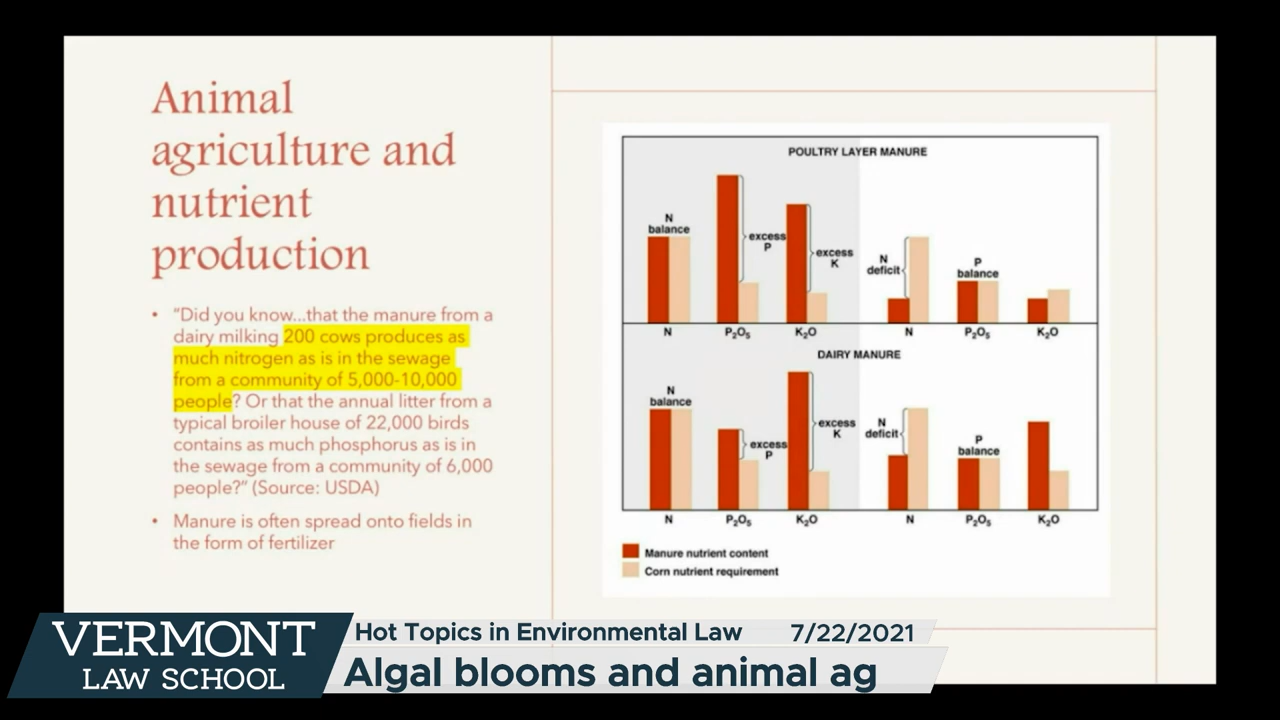 Animal
agriculture and
nutrient
production
• "Did you know...that the manure from a
dairy milking 200 cows produces as
much nitrogen as is in the sewage
from a community of 5,000-10,000
people? Or that the annual litter from a
typical broiler house of 22,000 birds
contains as much phosphorus as is in
the sewage from a community of 6,000
people?" (Source: USDA)
• Manure is often spread onto fields in
the form of fertilizer
POULTRY LAYER MANURE
N
balance
excess
P
excess
K
N
deficit
P
balance
N P₂O₅ K₂O N P₂O₅ K₂O
DAIRY MANURE
N
balance
excess
P
excess
K
N
deficit
P
balance
N P₂O₅ K₂O N P₂O₅ K₂O
Manure nutrient content
Corn nutrient requirement
VERMONT
LAW SCHOOL
Hot Topics in Environmental Law 7/22/2021
Algal blooms and animal ag